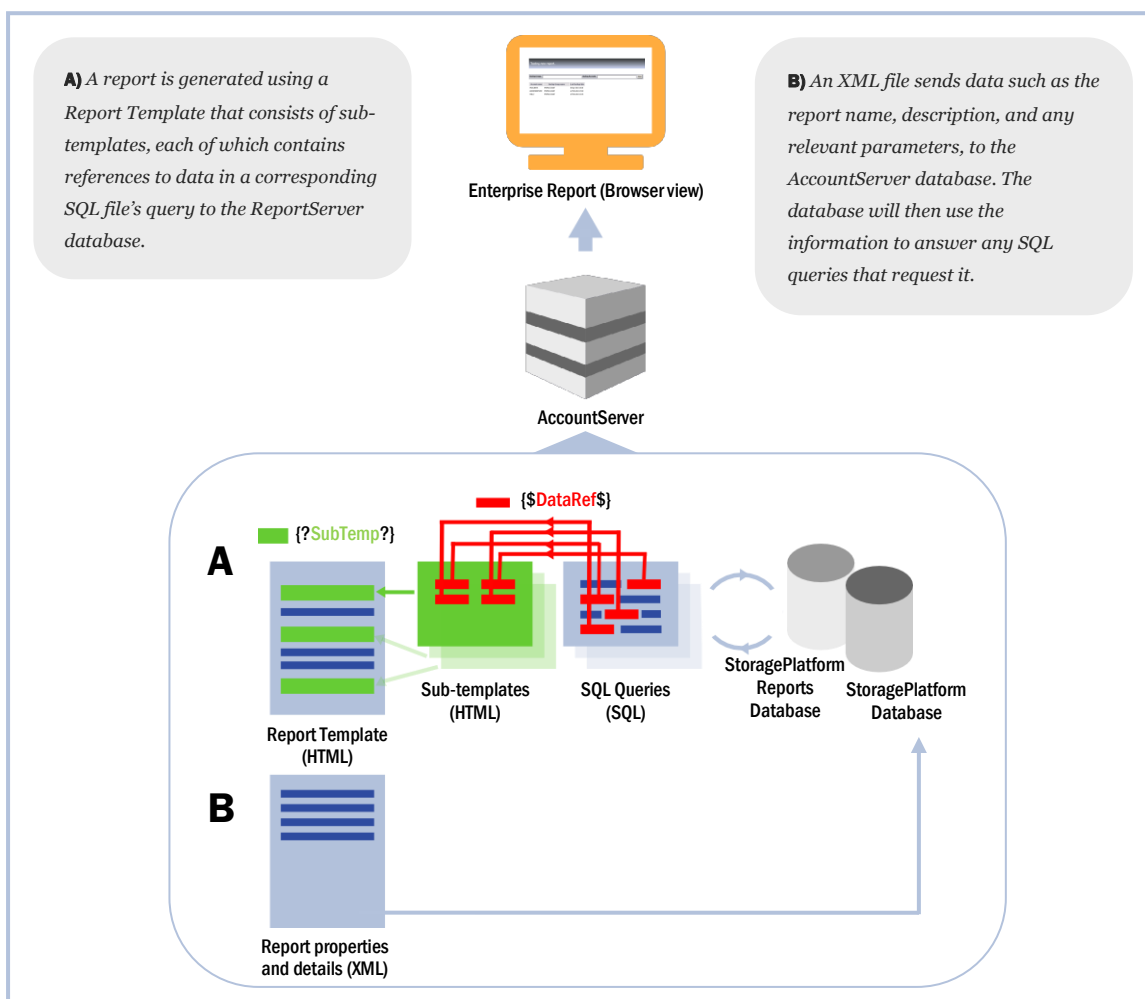 A) A report is generated using a
Report Template that consists of sub-
templates, each of which contains
references to data in a corresponding
SQL file's query to the ReportServer
database.
B) An XML file sends data such as the
report name, description, and any
relevant parameters, to the
AccountServer database. The
database will then use the
information to answer any SQL
queries that request it.
Enterprise Report (Browser view)
AccountServer
{$DataRef$}
{?SubTemp?}
A
Sub-templates
(HTML)
SQL Queries
(SQL)
StoragePlatform
Reports
Database
StoragePlatform
Database
Report Template
(HTML)
B
Report properties
and details (XML)